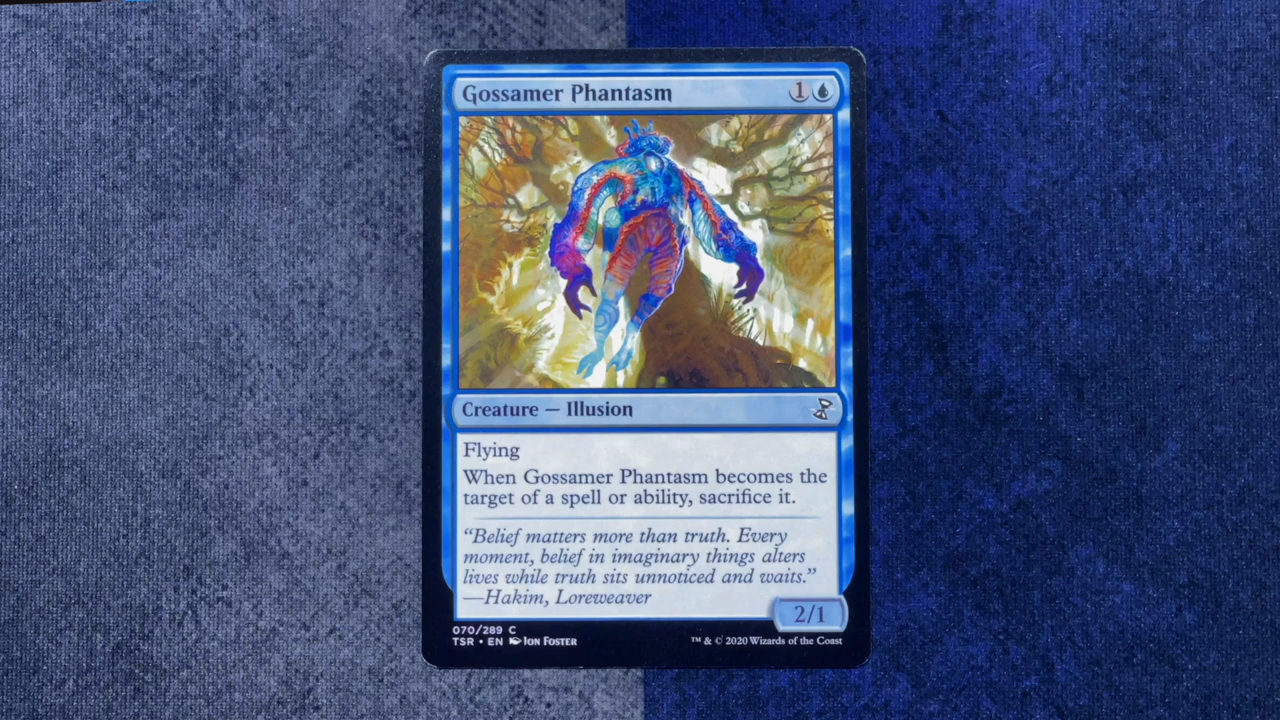 Gossamer Phantasm 1
Creature — Illusion
Flying
When Gossamer Phantasm becomes the
target of a spell or ability, sacrifice it.
“Belief matters more than truth. Every
moment, belief in imaginary things alters
lives while truth sits unnoticed and waits.”
—Hakim, Loreweaver
2/1
070/289 C
TSR • EN Ion Foster ™ & © 2020 Wizards of the Coast